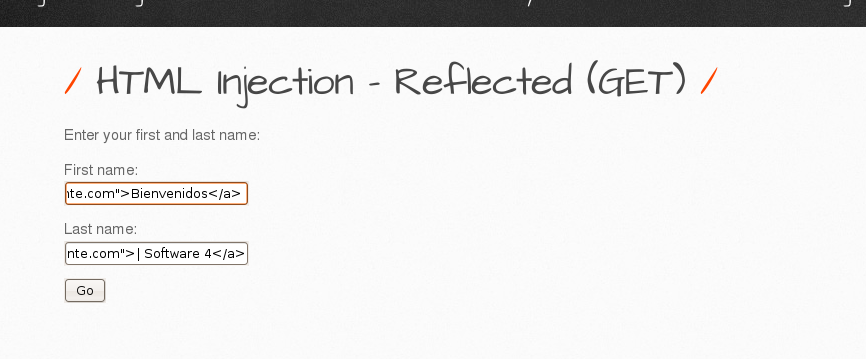 / HTML Injection - Reflected (GET) /
Enter your first and last name:
First name:
nte.com">Bienvenidos</a>
Last name:
nte.com">| Software 4</a>
Go